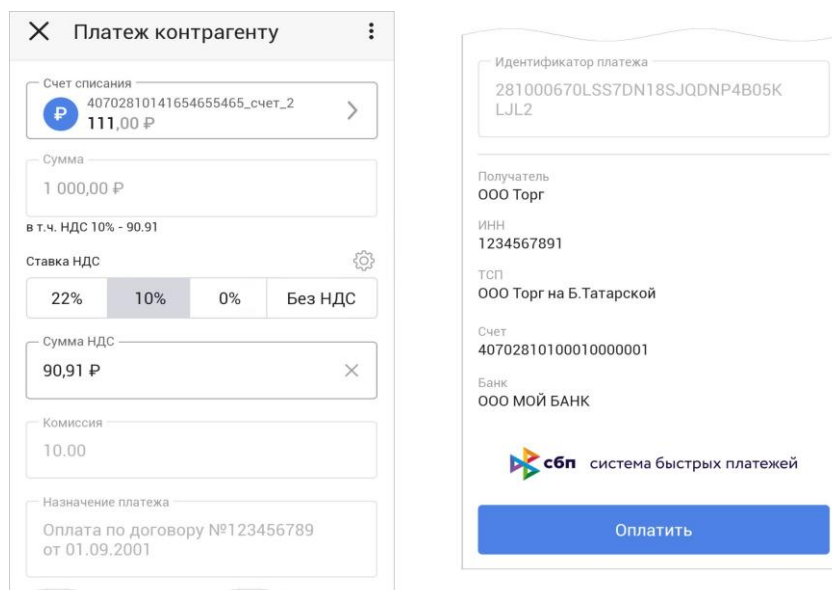 Платеж контрагенту
Счет списания
40702810141654655465_счет_2
111,00 ₽
Сумма
1 000,00 ₽
в т.ч. НДС 10% - 90.91
Ставка НДС
22% 10% 0% Без НДС
Сумма НДС
90,91 ₽
Комиссия
10.00
Назначение платежа
Оплата по договору №123456789
от 01.09.2001
Идентификатор платежа
281000670LSS7DN18SJQDNP4B05K
LJL2
Получатель
ООО Торг
ИНН
1234567891
ТСП
ООО Торг на Б.Татарской
Счет
40702810100010000001
Банк
ООО МОЙ БАНК
сбп система быстрых платежей
Оплатить